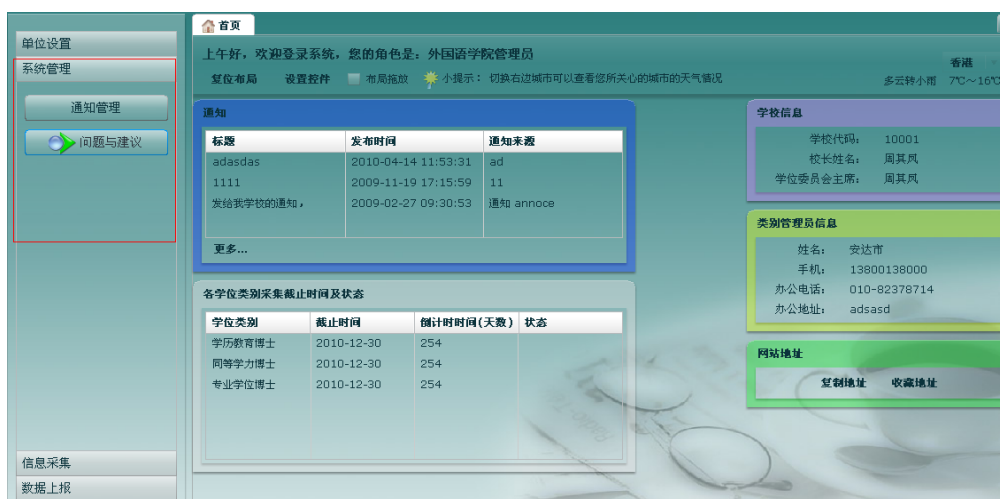 首页
单位设置
系统管理
通知管理
问题与建议
信息采集
数据上报
上午好，欢迎登录系统，您的角色是：外国语学院管理员
复位布局 设置控件 布局拖放 小提示：切换右边城市可以查看您所关心的城市的天气情况
香港
多云转小雨 7℃～16℃
通知
标题 发布时间 通知来源
adasdas 2010-04-14 11:53:31 ad
1111 2009-11-19 17:15:59 11
发给我学校的通知， 2009-02-27 09:30:53 通知 annoce
更多...
各学位类别采集截止时间及状态
学位类别 截止时间 倒计时时间(天数) 状态
学历教育博士 2010-12-30 254
同等学力博士 2010-12-30 254
专业学位博士 2010-12-30 254
学校信息
学校代码： 10001
校长姓名： 周其凤
学位委员会主席： 周其凤
类别管理员信息
姓名： 安达市
手机： 13800138000
办公电话： 010-82378714
办公地址： adsasd
网站地址
复制地址 收藏地址